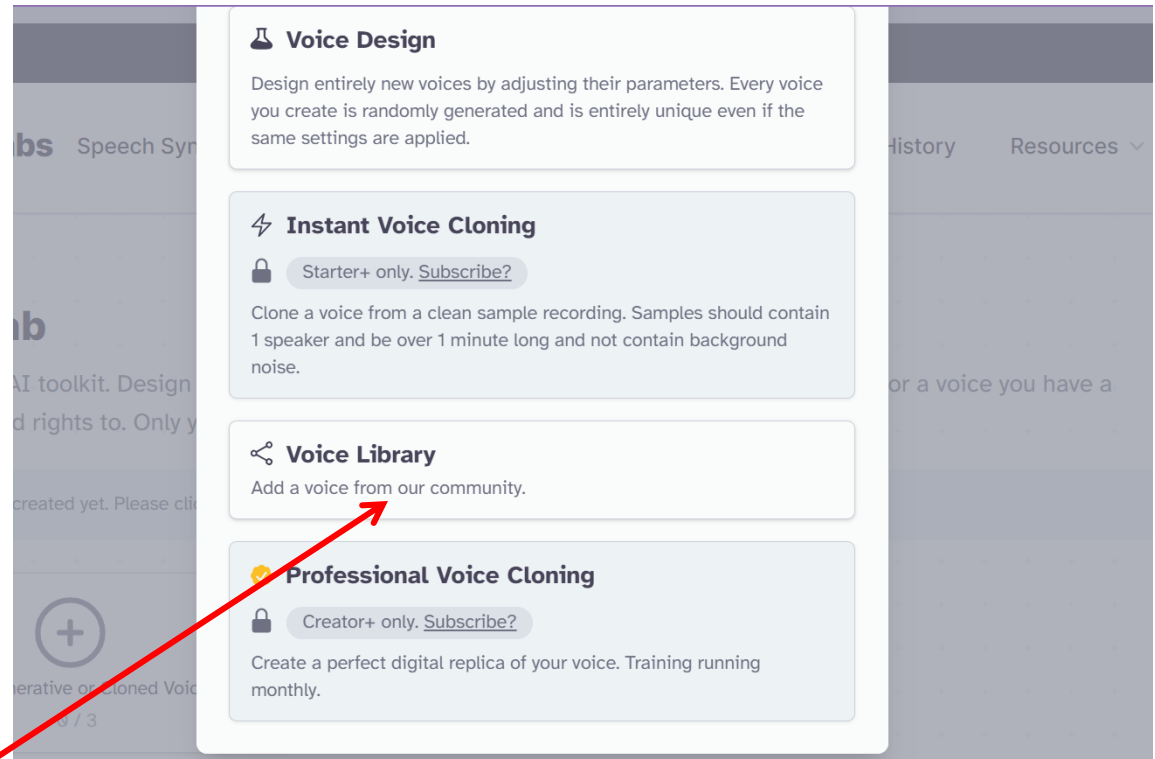 Voice Design
Design entirely new voices by adjusting their parameters. Every voice
you create is randomly generated and is entirely unique even if the
same settings are applied.
bs Speech Syn
History Resources
Instant Voice Cloning
Starter+ only. Subscribe?
Clone a voice from a clean sample recording. Samples should contain
1 speaker and be over 1 minute long and not contain background
noise.
ab
AI toolkit. Design
or a voice you have a
d rights to. Only y
Voice Library
Add a voice from our community.
created yet. Please clic
Professional Voice Cloning
Creator+ only. Subscribe?
Create a perfect digital replica of your voice. Training running
monthly.
nerative or Cloned Voic
0 / 3